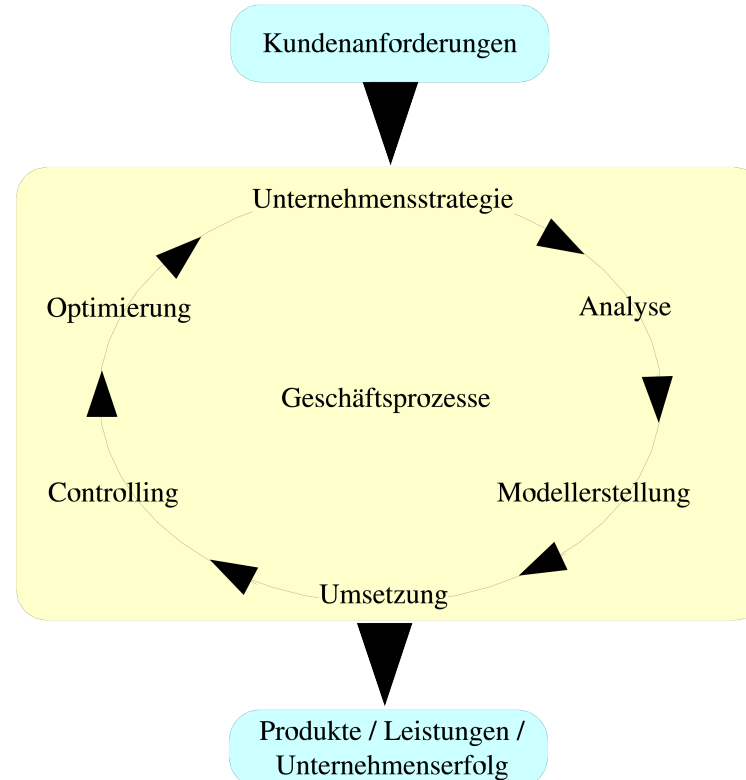 Kundenanforderungen
Unternehmensstrategie
Optimierung
Analyse
Geschäftsprozesse
Controlling
Modellerstellung
Umsetzung
Produkte / Leistungen /
Unternehmenserfolg